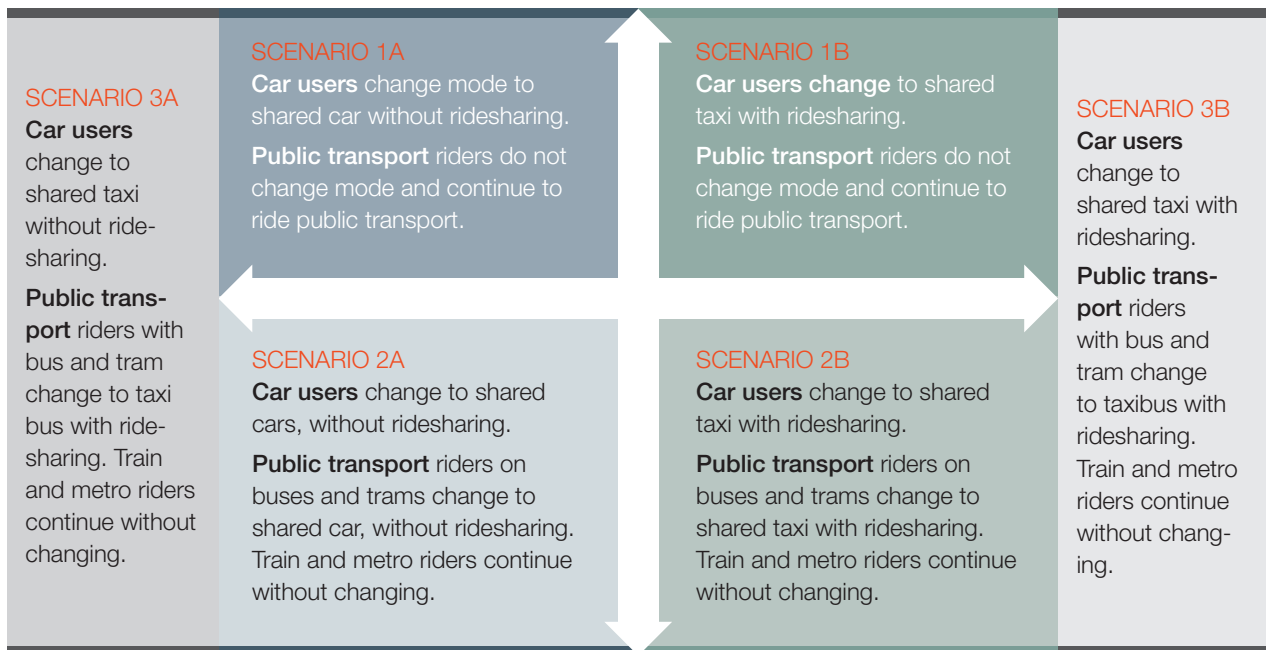 SCENARIO 3A
Car users
change to
shared taxi
without ride-
sharing.
Public trans-
port riders with
bus and tram
change to taxi
bus with ride-
sharing. Train
and metro riders
continue without
changing.
SCENARIO 1A
Car users change mode to
shared car without ridesharing.
Public transport riders do not
change mode and continue to
ride public transport.
SCENARIO 1B
Car users change to shared
taxi with ridesharing.
Public transport riders do not
change mode and continue to
ride public transport.
SCENARIO 2A
Car users change to shared
cars, without ridesharing.
Public transport riders on
buses and trams change to
shared car, without ridesharing.
Train and metro riders continue
without changing.
SCENARIO 2B
Car users change to shared
taxi with ridesharing.
Public transport riders on
buses and trams change to
shared taxi with ridesharing.
Train and metro riders continue
without changing.
SCENARIO 3B
Car users
change to
shared taxi with
ridesharing.
Public trans-
port riders
with bus and
tram change
to taxibus with
ridesharing.
Train and metro
riders continue
without chang-
ing.